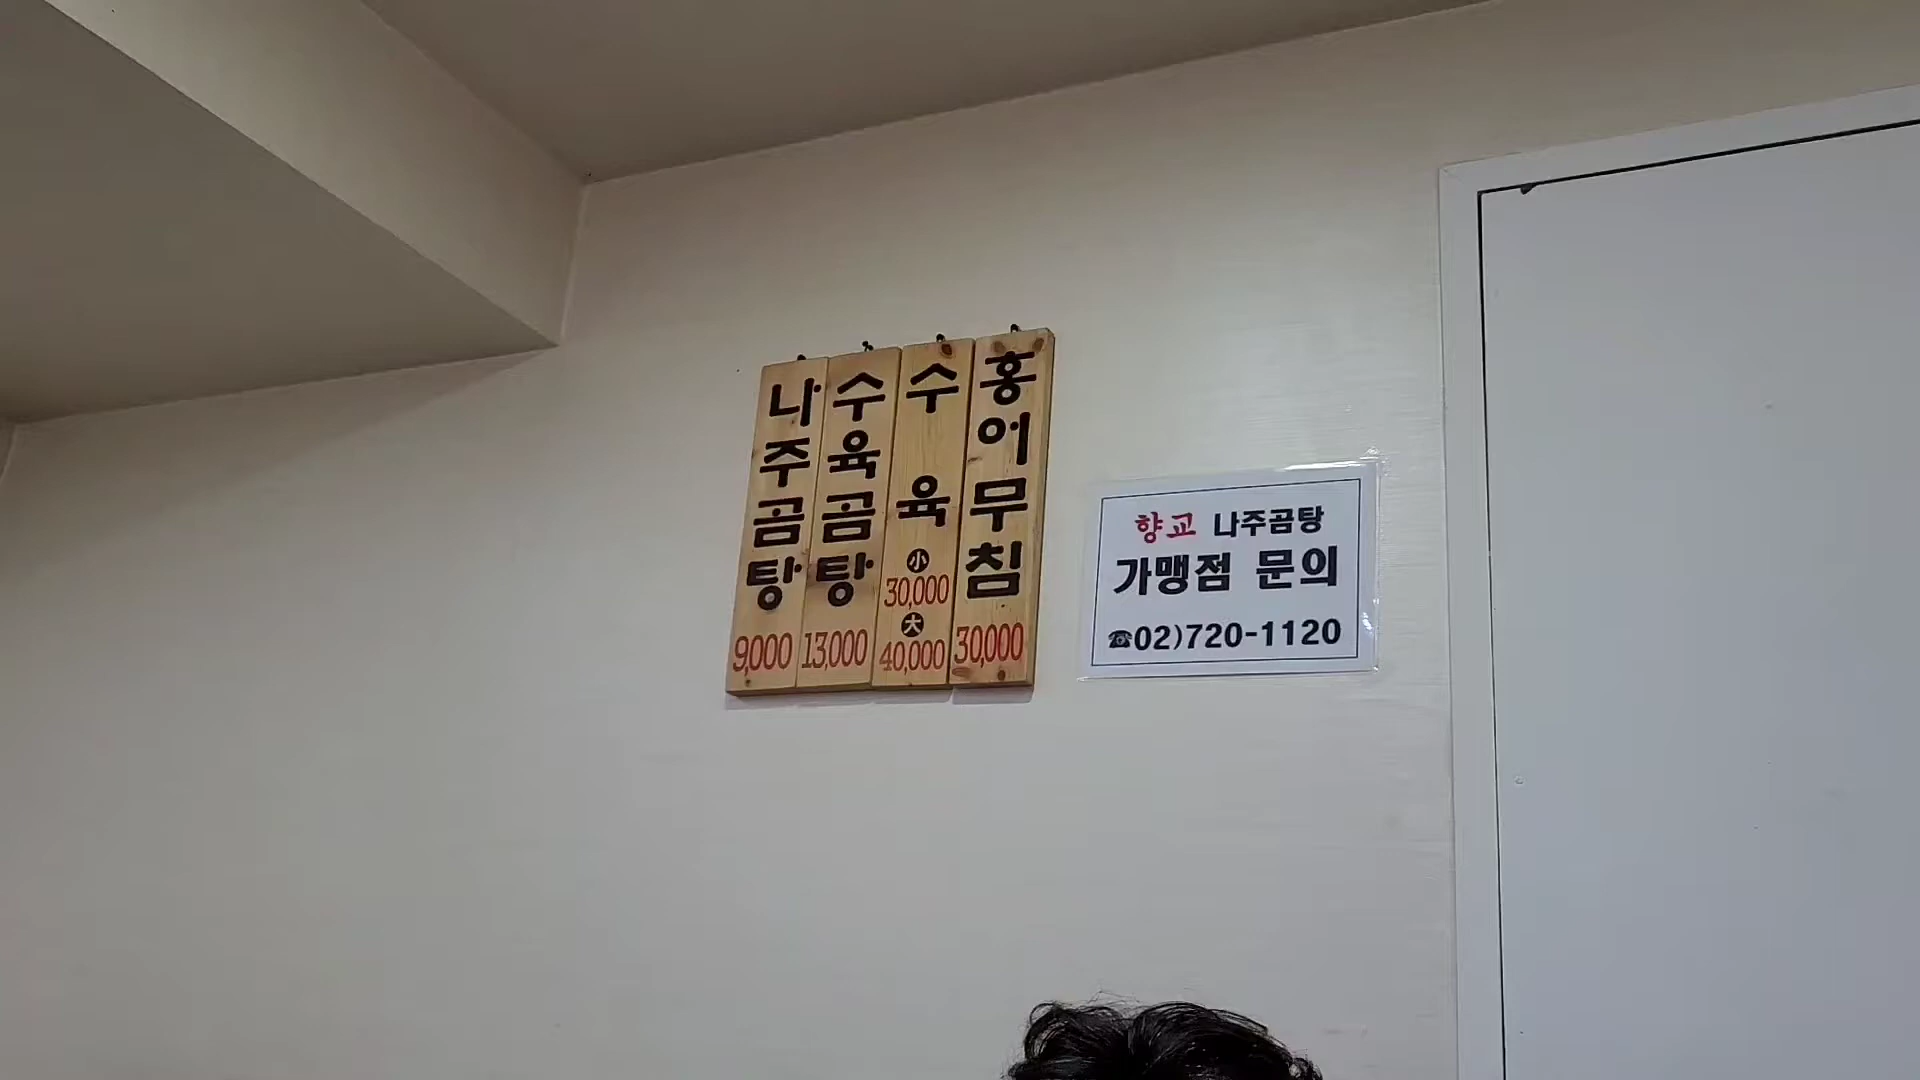 나주곰탕
9,000
수육곰탕
13,000
수육
小
30,000
大
40,000
홍어무침
30,000
향교 나주곰탕
가맹점 문의
☎02)720-1120